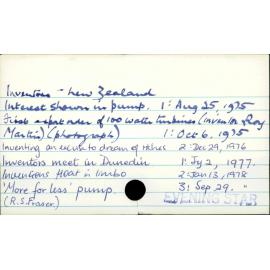 Inventors - New Zealand
Interest shown in pump. 1: Aug 25, 1975
First export order of 100 water turbines (inventor Roy
Martin) (photograph) 1: Oct 6, 1975
Inventing an excuse to dream of riches 2: Dec 29, 1976
Inventors meet in Dunedin 1: Jy 2, 1977.
Inventions float in limbo 2: Jan 13, 1978
'More for less' pump. 3: Sep 29. "
(R.S. Fraser) EVENING STAR